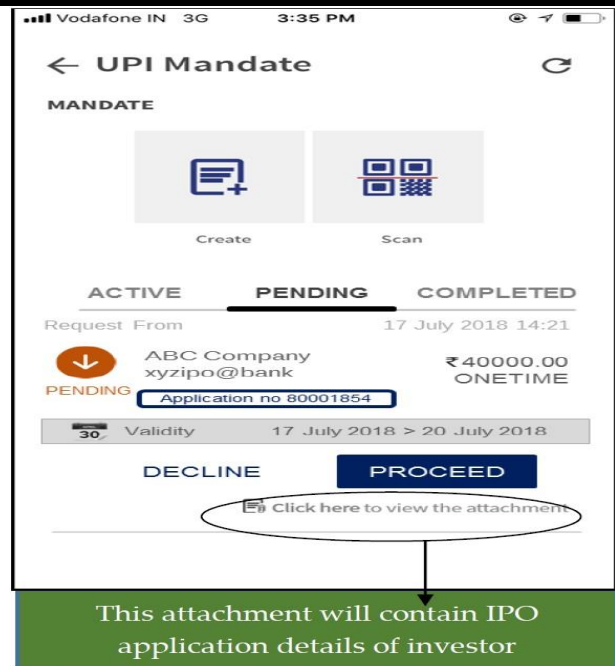 Vodafone IN 3G 3:35 PM
← UPI Mandate
MANDATE
Create Scan
ACTIVE PENDING COMPLETED
Request From 17 July 2018 14:21
ABC Company ₹40000.00
xyzipo@bank ONETIME
PENDING
Application no 80001854
30 Validity 17 July 2018 > 20 July 2018
DECLINE PROCEED
Click here to view the attachment
This attachment will contain IPO
application details of investor